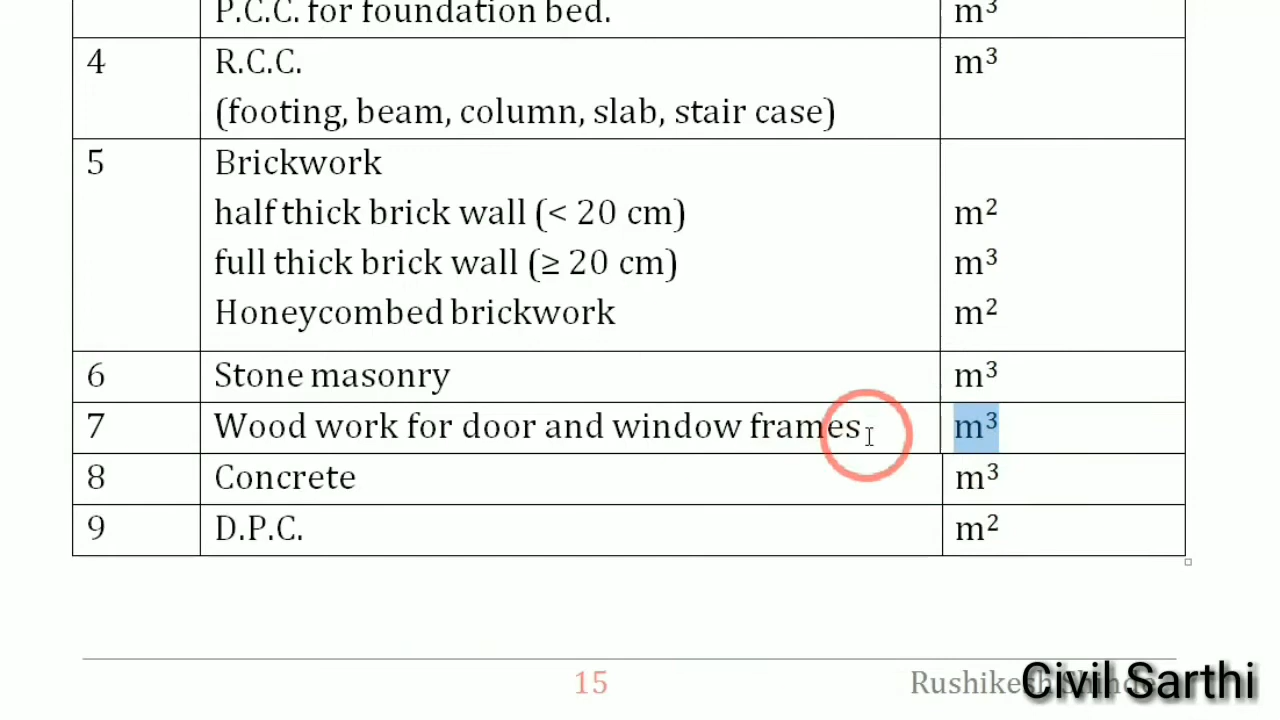 P.C.C. for foundation bed. m³
4 R.C.C. m³
(footing, beam, column, slab, stair case)
5 Brickwork
half thick brick wall (< 20 cm) m²
full thick brick wall (≥ 20 cm) m³
Honeycombed brickwork m²
6 Stone masonry m³
7 Wood work for door and window frames m³
8 Concrete m³
9 D.P.C. m²
15 Rushikesh
Civil Sarthi